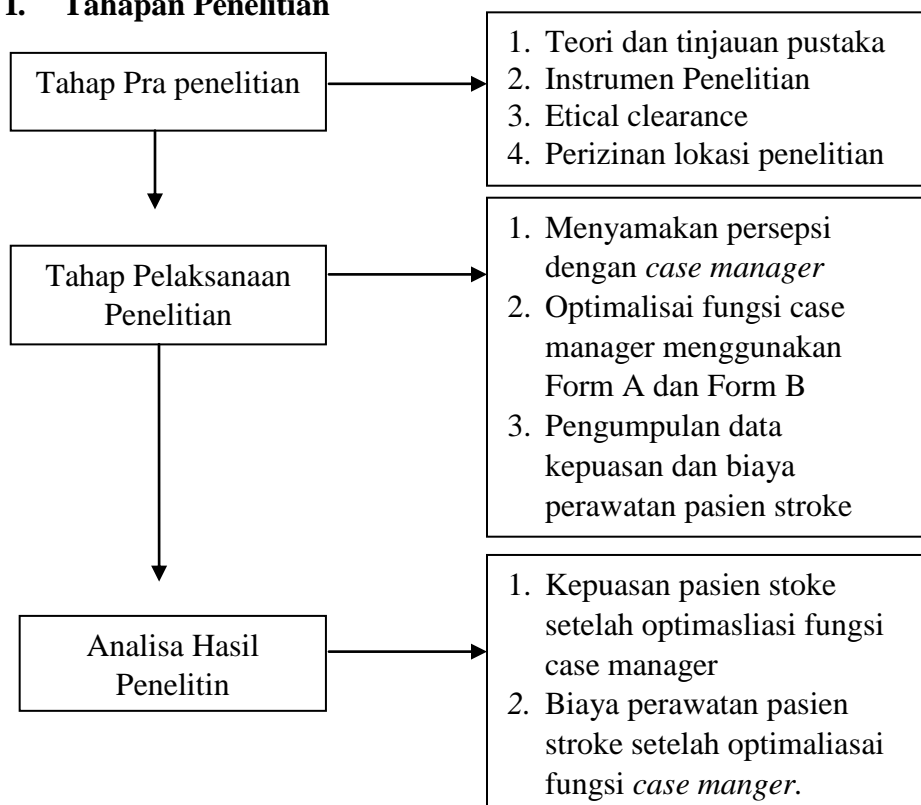 I. Tahapan Penelitian
Tahap Pra penelitian
1. Teori dan tinjauan pustaka
2. Instrumen Penelitian
3. Etical clearance
4. Perizinan lokasi penelitian
Tahap Pelaksanaan
Penelitian
1. Menyamakan persepsi
dengan case manager
2. Optimalisai fungsi case
manager menggunakan
Form A dan Form B
3. Pengumpulan data
kepuasan dan biaya
perawatan pasien stroke
Analisa Hasil
Penelitin
1. Kepuasan pasien stoke
setelah optimasliasi fungsi
case manager
2. Biaya perawatan pasien
stroke setelah optimaliasai
fungsi case manger.